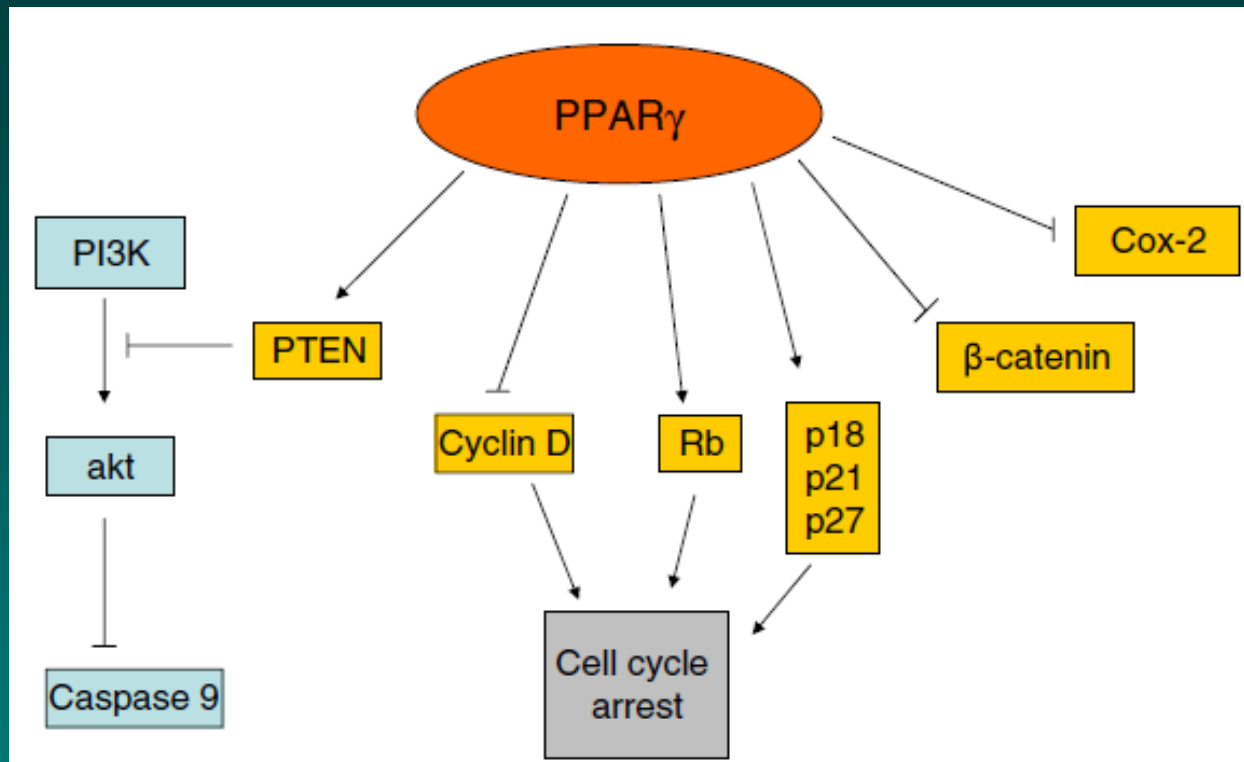 PPARγ
PI3K
Cox-2
PTEN
β-catenin
akt
Cyclin D
Rb
p18
p21
p27
Caspase 9
Cell cycle
arrest